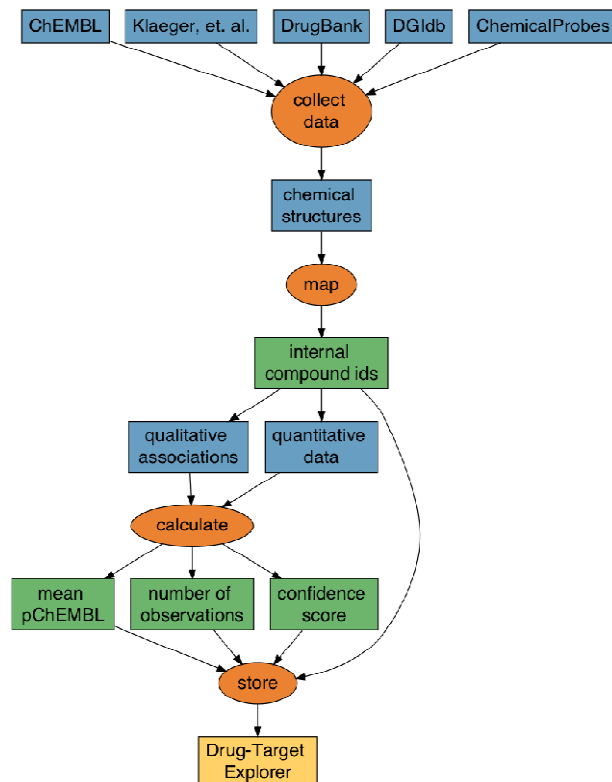 ChEMBL
Klaeger, et. al.
DrugBank
DGIdb
ChemicalProbes
collect
data
chemical
structures
map
internal
compound ids
qualitative
associations
quantitative
data
calculate
mean
pChEMBL
number of
observations
confidence
score
store
Drug-Target
Explorer